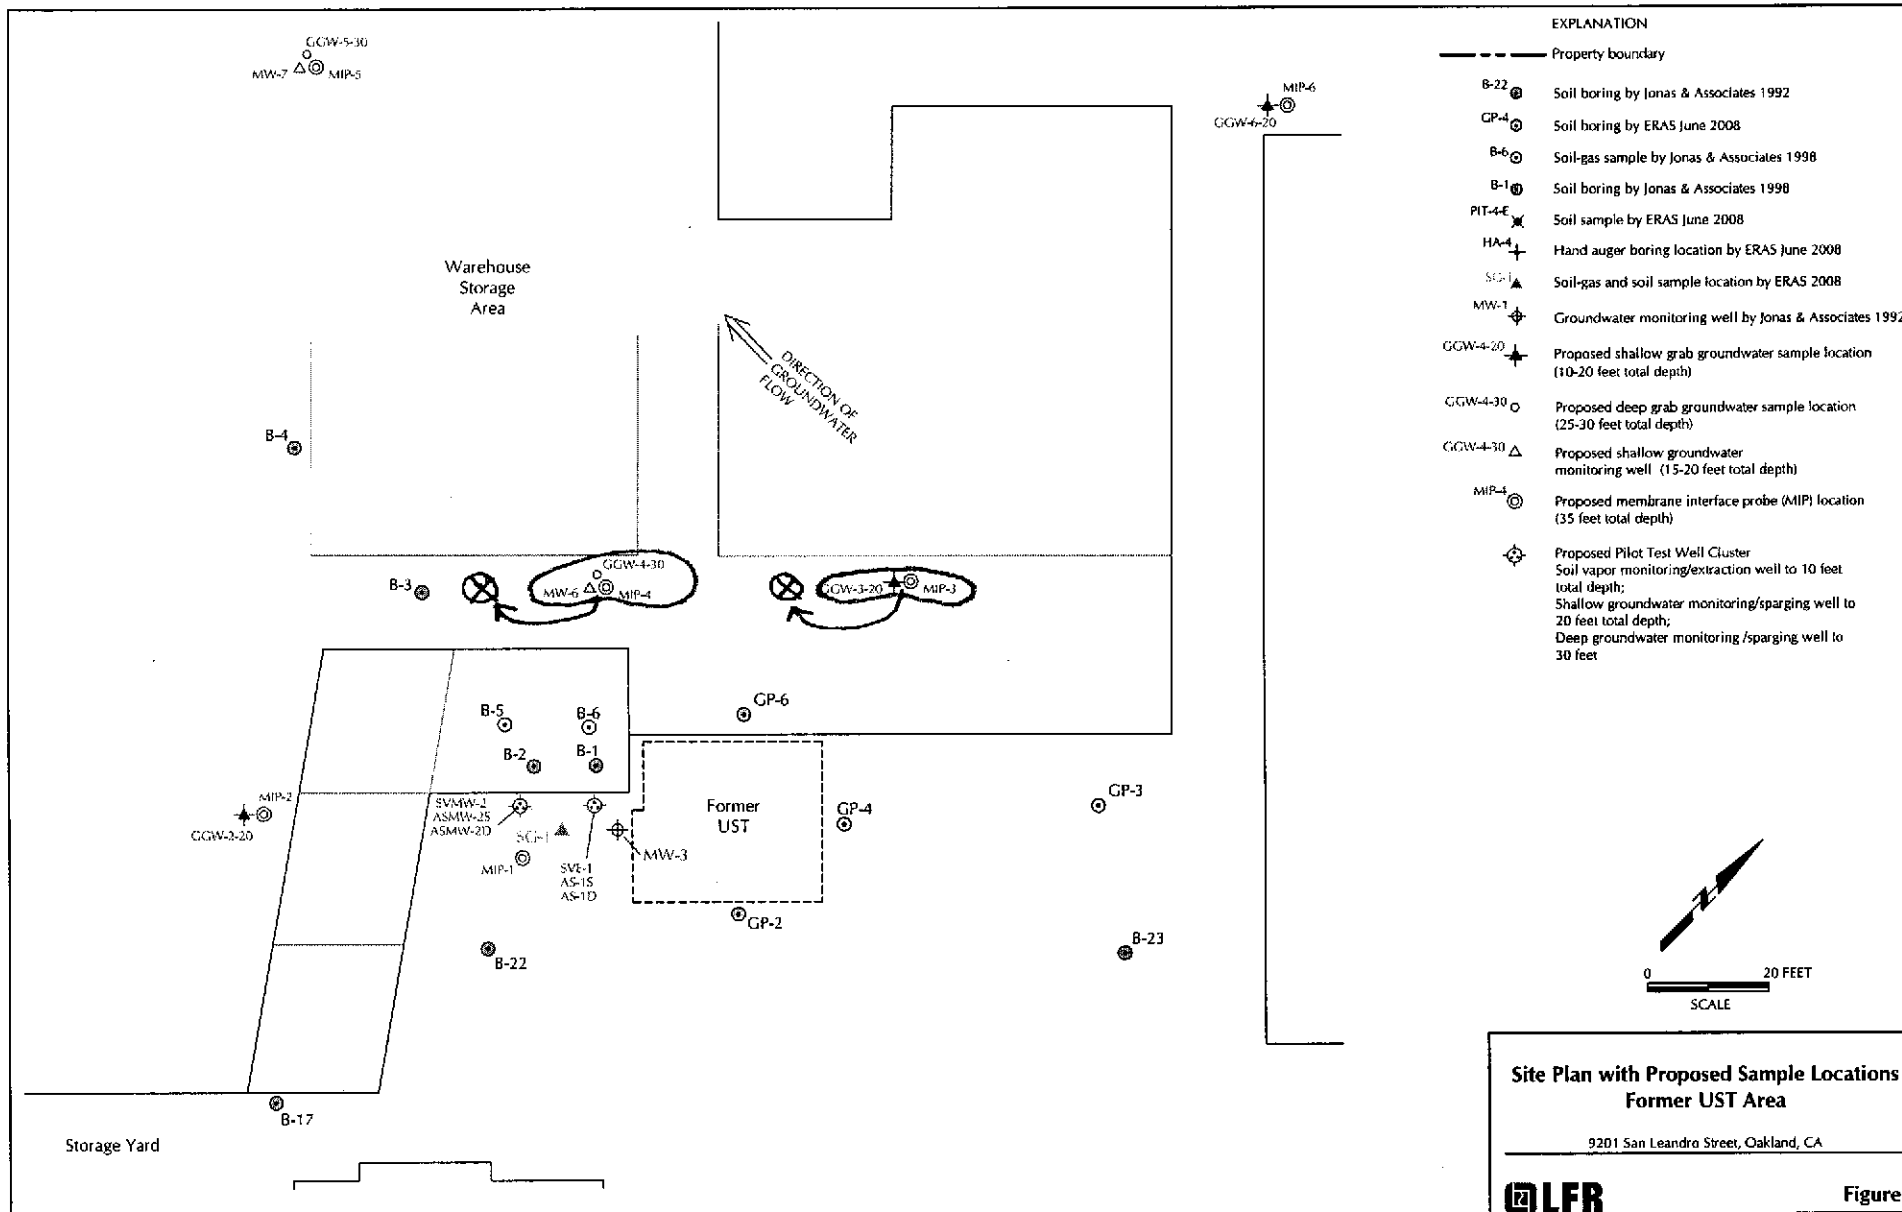 GGW-5-30
MW-7
MIP-5
MIP-6
GGW-6-20
Warehouse
Storage
Area
DIRECTION OF
GROUNDWATER
FLOW
B-4
B-3
GGW-4-30
MW-6
MIP-4
GGW-3-20
MIP-3
GP-6
B-5
B-6
B-2
B-1
MIP-2
GGW-2-20
SVMW-2
ASMW-2S
ASMW-2D
SG-1
MIP-1
SVE-1
AS-1S
AS-1D
MW-3
Former
UST
GP-4
GP-3
GP-2
B-22
B-23
B-17
Storage Yard
EXPLANATION
Property boundary
B-22 Soil boring by Jonas & Associates 1992
GP-4 Soil boring by ERAS June 2008
B-6 Soil-gas sample by Jonas & Associates 1998
B-1 Soil boring by Jonas & Associates 1998
PIT-4-E Soil sample by ERAS June 2008
HA-4 Hand auger boring location by ERAS June 2008
SG-1 Soil-gas and soil sample location by ERAS 2008
MW-1 Groundwater monitoring well by Jonas & Associates 1992
GGW-4-20 Proposed shallow grab groundwater sample location
(10-20 feet total depth)
GGW-4-30 Proposed deep grab groundwater sample location
(25-30 feet total depth)
GGW-4-30 Proposed shallow groundwater
monitoring well (15-20 feet total depth)
MIP-4 Proposed membrane interface probe (MIP) location
(35 feet total depth)
Proposed Pilot Test Well Cluster
Soil vapor monitoring/extraction well to 10 feet
total depth;
Shallow groundwater monitoring/sparging well to
20 feet total depth;
Deep groundwater monitoring /sparging well to
30 feet
0 20 FEET
SCALE
Site Plan with Proposed Sample Locations
Former UST Area
9201 San Leandro Street, Oakland, CA
LFR
Figure